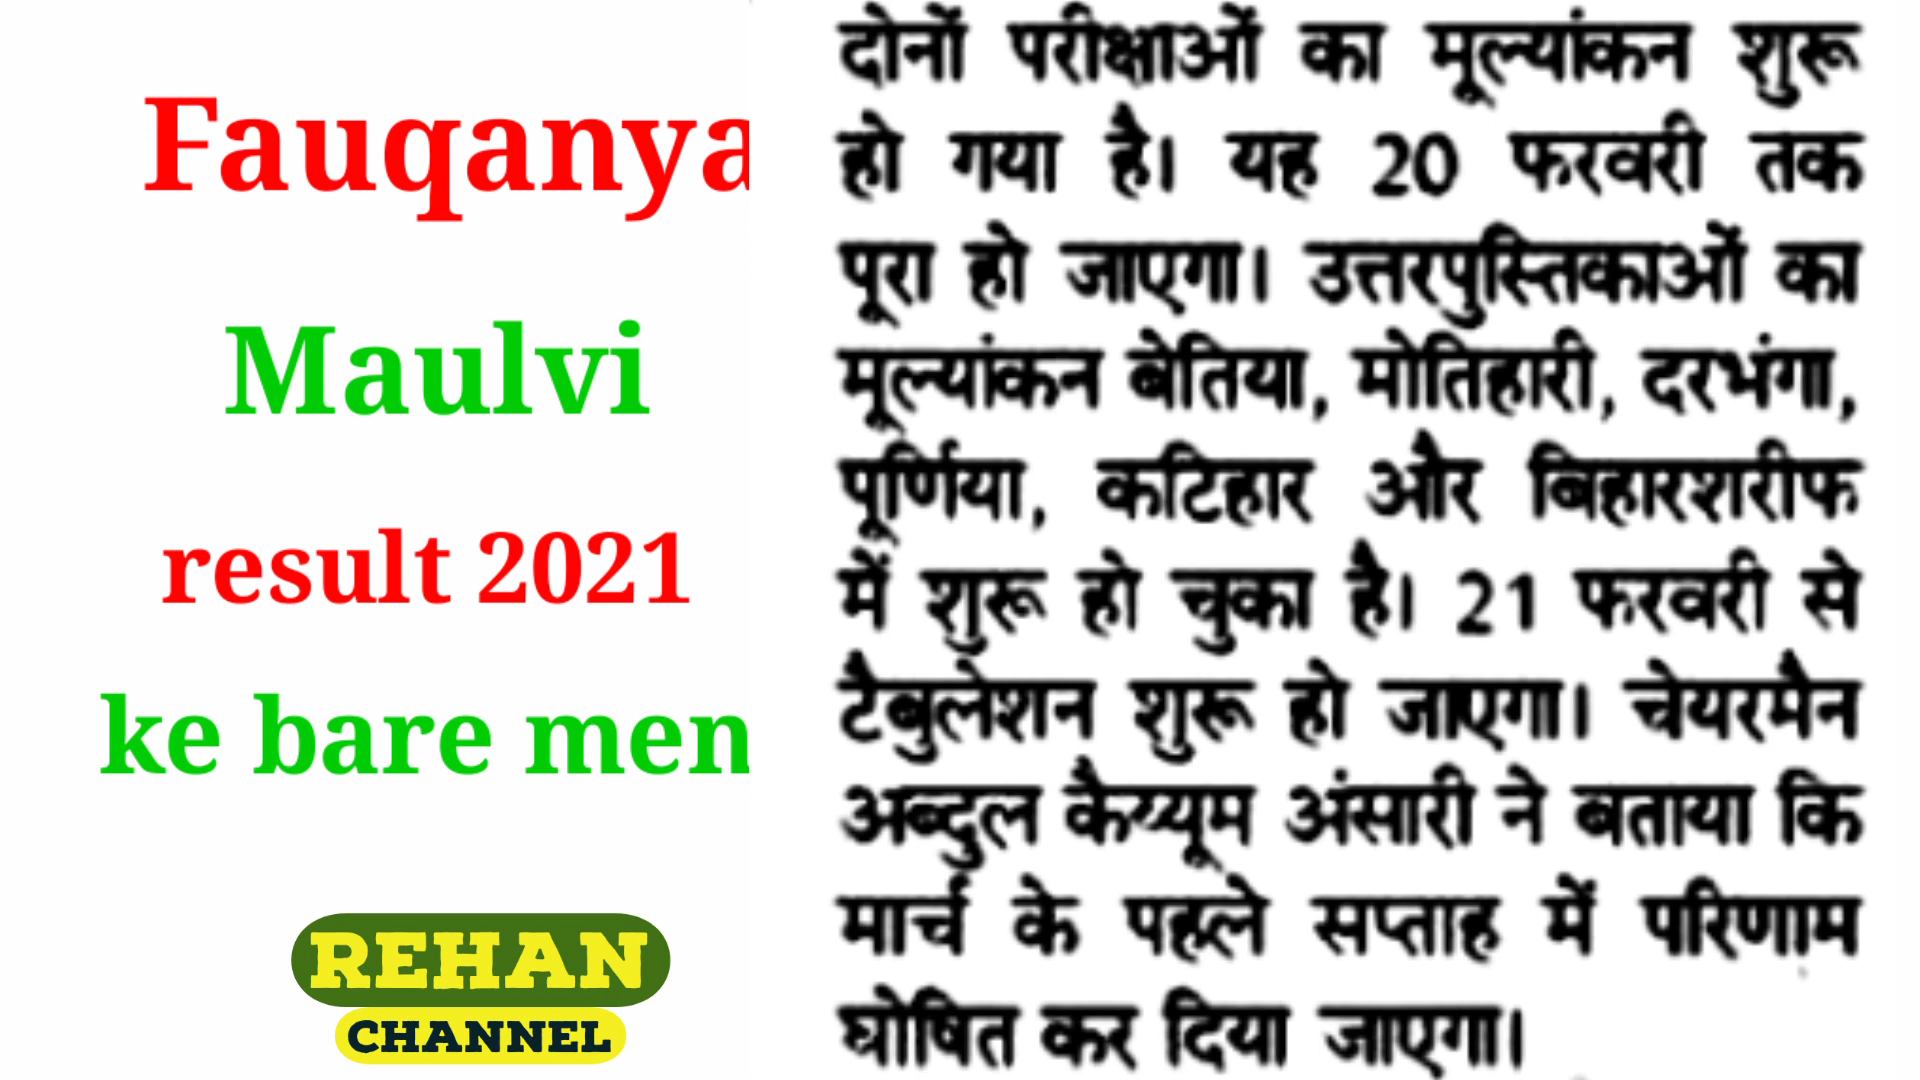 Fauqanya
Maulvi
result 2021
ke bare men
REHAN
CHANNEL
दोनों परीक्षाओं का मूल्यांकन शुरू
हो गया है। यह 20 फरवरी तक
पूरा हो जाएगा। उत्तरपुस्तिकाओं का
मूल्यांकन बेतिया, मोतिहारी, दरभंगा,
पूर्णिया, कटिहार और बिहारशरीफ
में शुरू हो चुका है। 21 फरवरी से
टैबुलेशन शुरू हो जाएगा। चेयरमैन
अब्दुल कैय्यूम अंसारी ने बताया कि
मार्च के पहले सप्ताह में परिणाम
घोषित कर दिया जाएगा।